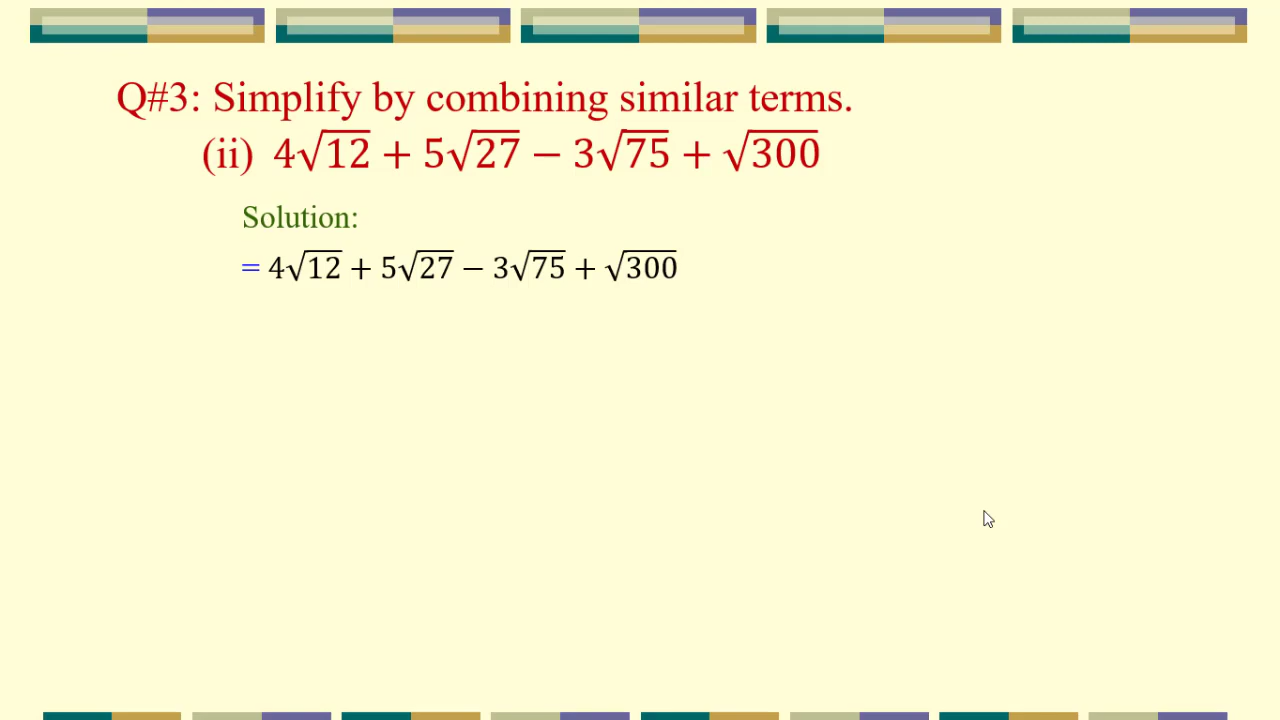 Q#3: Simplify by combining similar terms.
(ii) 4√12 + 5√27 − 3√75 + √300
Solution:
= 4√12 + 5√27 − 3√75 + √300